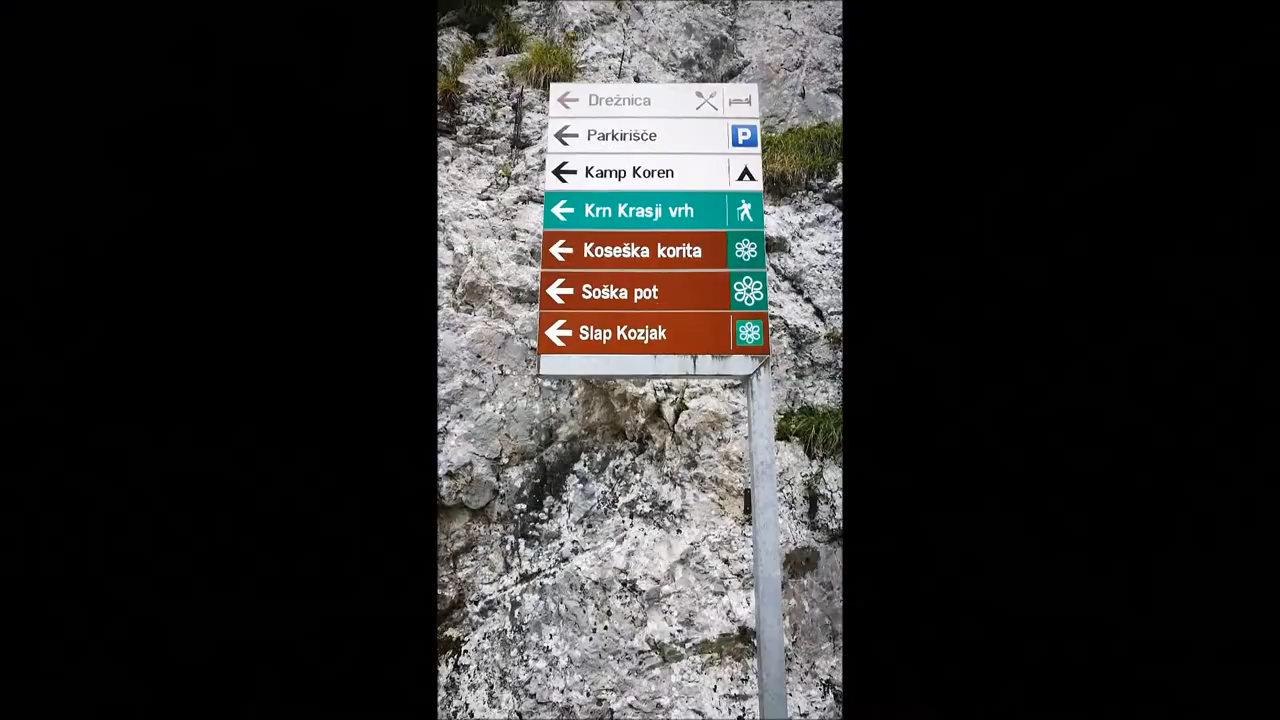 Drežnica
Parkirišče
P
Kamp Koren
Krn Krasji vrh
Koseška korita
Soška pot
Slap Kozjak